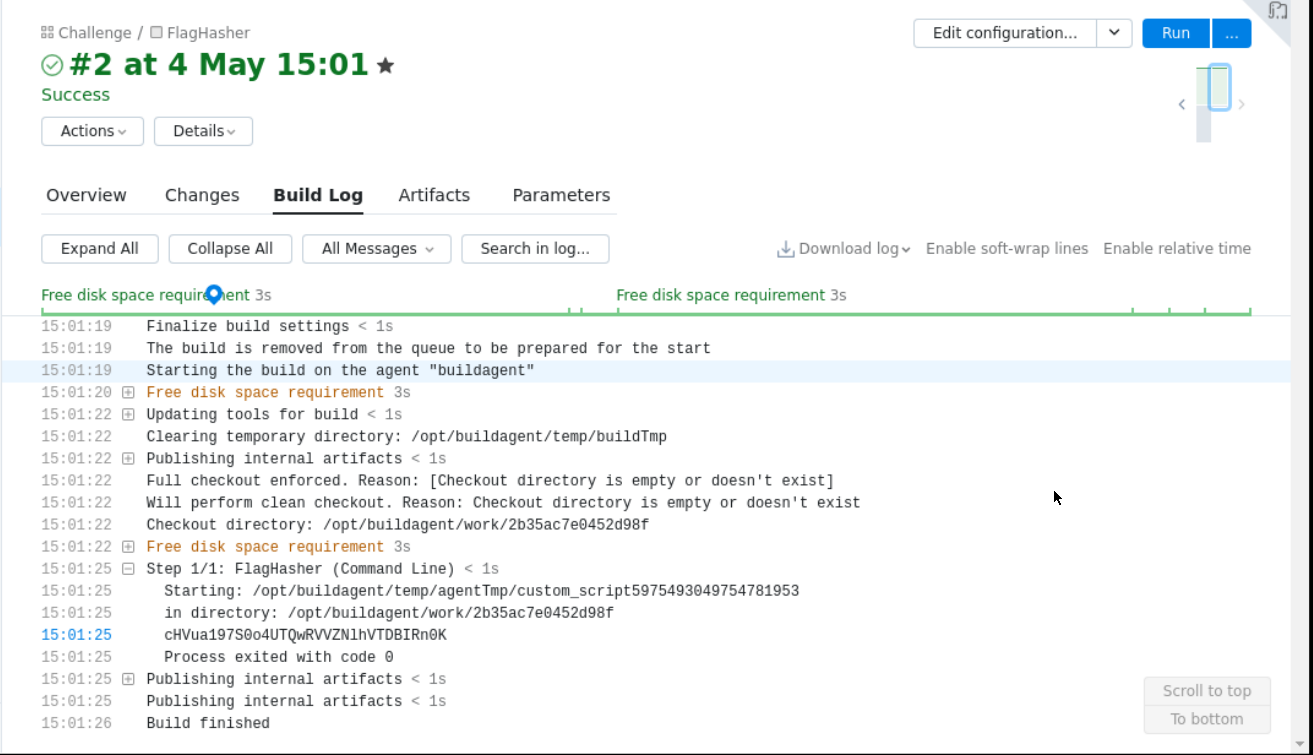 Challenge / FlagHasher
Edit configuration...
Run
...
#2 at 4 May 15:01
Success
Actions
Details
Overview
Changes
Build Log
Artifacts
Parameters
Expand All
Collapse All
All Messages
Search in log...
Download log
Enable soft-wrap lines
Enable relative time
Free disk space requirement 3s
Free disk space requirement 3s
15:01:19 Finalize build settings < 1s
15:01:19 The build is removed from the queue to be prepared for the start
15:01:19 Starting the build on the agent "buildagent"
15:01:20 Free disk space requirement 3s
15:01:22 Updating tools for build < 1s
15:01:22 Clearing temporary directory: /opt/buildagent/temp/buildTmp
15:01:22 Publishing internal artifacts < 1s
15:01:22 Full checkout enforced. Reason: [Checkout directory is empty or doesn't exist]
15:01:22 Will perform clean checkout. Reason: Checkout directory is empty or doesn't exist
15:01:22 Checkout directory: /opt/buildagent/work/2b35ac7e0452d98f
15:01:22 Free disk space requirement 3s
15:01:25 Step 1/1: FlagHasher (Command Line) < 1s
15:01:25 Starting: /opt/buildagent/temp/agentTmp/custom_script5975493049754781953
15:01:25 in directory: /opt/buildagent/work/2b35ac7e0452d98f
15:01:25 cHVua197S0o4UTQwRVVZNlhVTDBIRn0K
15:01:25 Process exited with code 0
15:01:25 Publishing internal artifacts < 1s
15:01:25 Publishing internal artifacts < 1s
15:01:26 Build finished
Scroll to top
To bottom